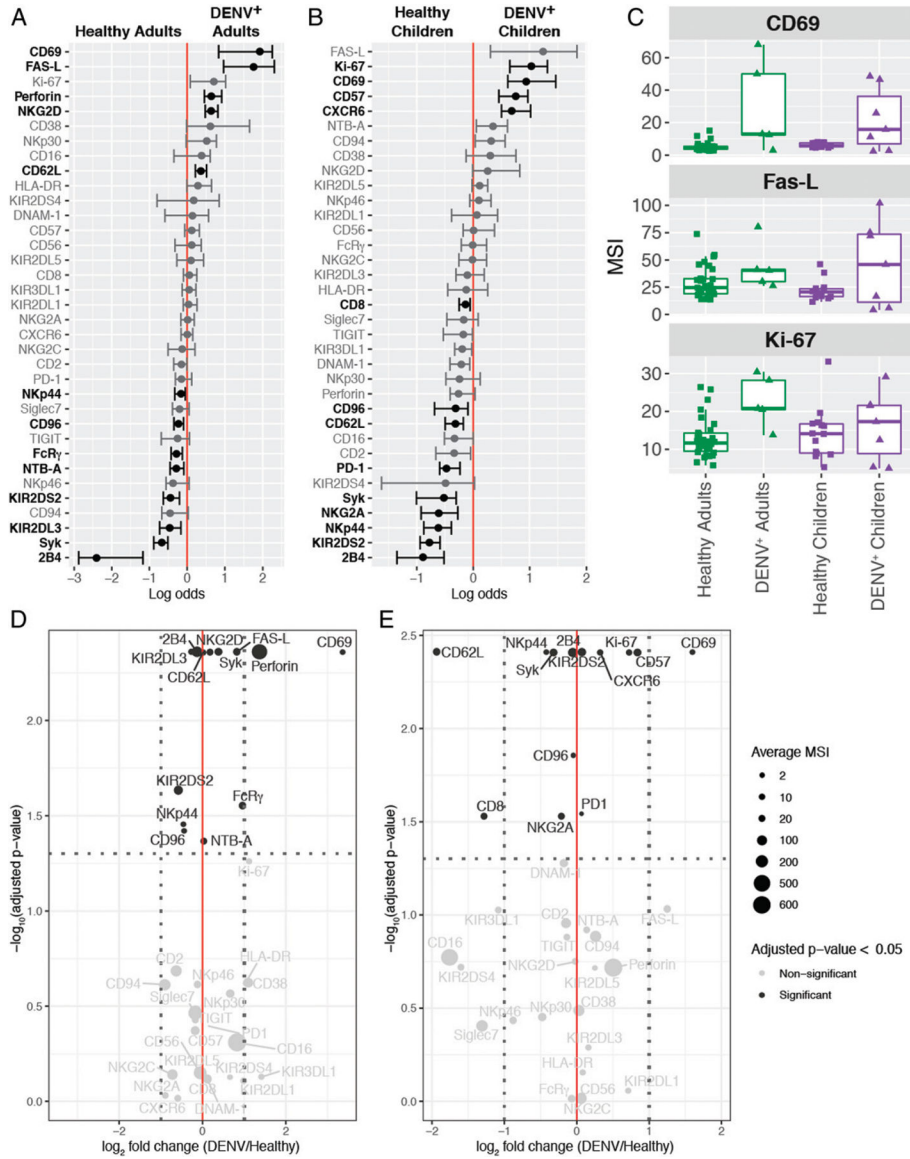 A
Healthy Adults
DENV+
Adults
CD69
FAS-L
Ki-67
Perforin
NKG2D
CD38
NKp30
CD16
CD62L
HLA-DR
KIR2DS4
DNAM-1
CD57
CD56
KIR2DL5
CD8
KIR3DL1
KIR2DL1
NKG2A
CXCR6
NKG2C
CD2
PD-1
NKp44
Siglec7
CD96
TIGIT
FcRγ
NTB-A
NKp46
KIR2DS2
CD94
KIR2DL3
Syk
2B4
−3 −2 −1 0 1 2
Log odds
B
Healthy
Children
DENV+
Children
FAS-L
Ki-67
CD69
CD57
CXCR6
NTB-A
CD94
CD38
NKG2D
KIR2DL5
NKp46
KIR2DL1
CD56
FcRγ
NKG2C
KIR2DL3
HLA-DR
CD8
Siglec7
TIGIT
KIR3DL1
DNAM-1
NKp30
Perforin
CD96
CD62L
CD16
CD2
PD-1
KIR2DS4
Syk
NKG2A
NKp44
KIR2DS2
2B4
−1 0 1 2
Log odds
C
CD69
60
40
20
0
Fas-L
MSI
100
75
50
25
0
Ki-67
30
20
10
Healthy Adults
DENV+ Adults
Healthy Children
DENV+ Children
D
2B4 NKG2D FAS-L CD69
KIR2DL3 Syk Perforin
CD62L
KIR2DS2
FcRγ
NKp44
CD96 NTB-A
Ki-67
CD2 HLA-DR
CD94 NKp46 CD38
Siglec7 NKp30
TIGIT
PD1
CD56 CD57 CD16
KIR2DL5
NKG2C KIR2DS4 KIR3DL1
NKG2A CD8 KIR2DL1
CXCR6 DNAM-1
2.0
1.5
1.0
0.5
0.0
−log10(adjusted p-value)
−1 0 1 2 3
log2 fold change (DENV/Healthy)
E
2.5
2.0
1.5
1.0
0.5
0.0
−log10(adjusted p-value)
CD62L NKp44 2B4 Ki-67 CD69
Syk KIR2DS2 CD57
CXCR6
CD96
CD8 PD1
NKG2A
DNAM-1
KIR3DL1 CD2 NTB-A FAS-L
CD16 TIGIT CD94
KIR2DS4 NKG2D Perforin
KIR2DL5
NKp46 NKp30 CD38
Siglec7 KIR2DL3
HLA-DR
FcRγ CD56 KIR2DL1
NKG2C
−2 −1 0 1 2
log2 fold change (DENV/Healthy)
Average MSI
2
10
20
100
200
500
600
Adjusted p-value < 0.05
Non-significant
Significant